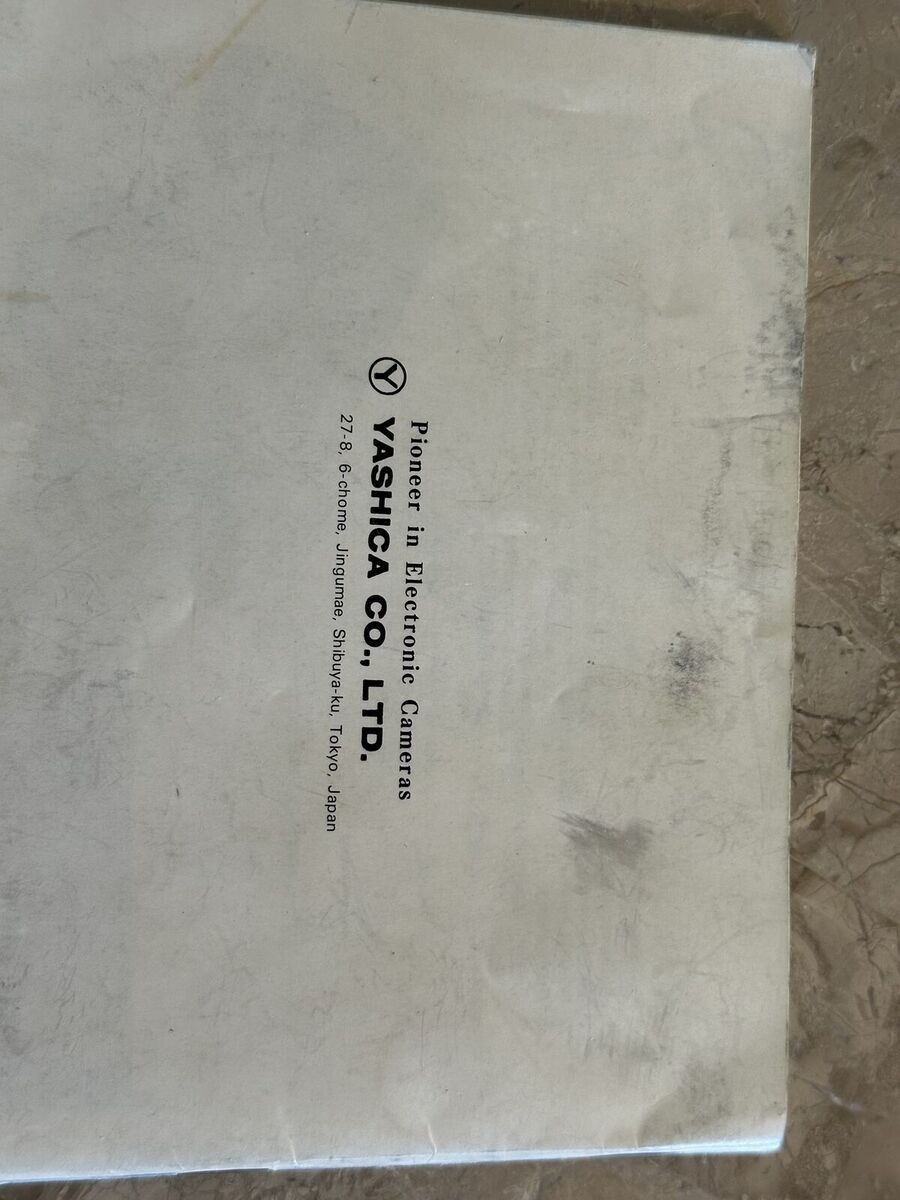 Pioneer in Electronic Cameras
Ⓨ YASHICA CO., LTD.
27-8, 6-chome, Jingumae, Shibuya-ku, Tokyo, Japan